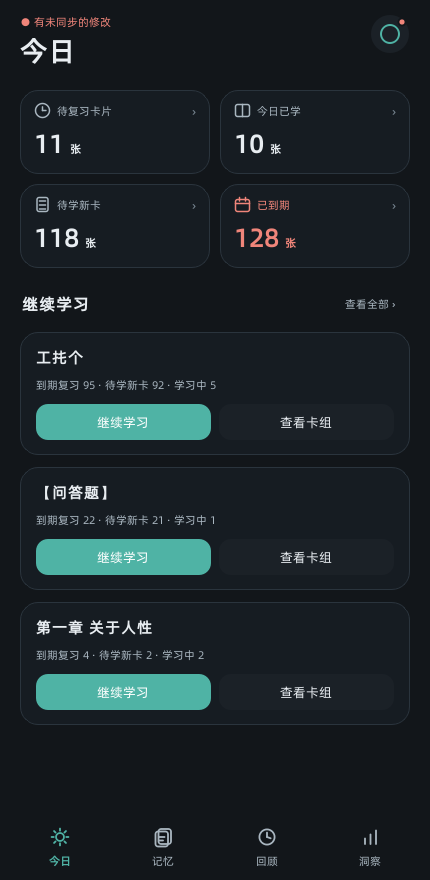 有未同步的修改
今日
待复习卡片 ›
11 张
今日已学 ›
10 张
待学新卡 ›
118 张
已到期 ›
128 张
继续学习
查看全部 ›
工扥个
到期复习 95 · 待学新卡 92 · 学习中 5
继续学习
查看卡组
【问答题】
到期复习 22 · 待学新卡 21 · 学习中 1
继续学习
查看卡组
第一章 关于人性
到期复习 4 · 待学新卡 2 · 学习中 2
继续学习
查看卡组
今日
记忆
回顾
洞察